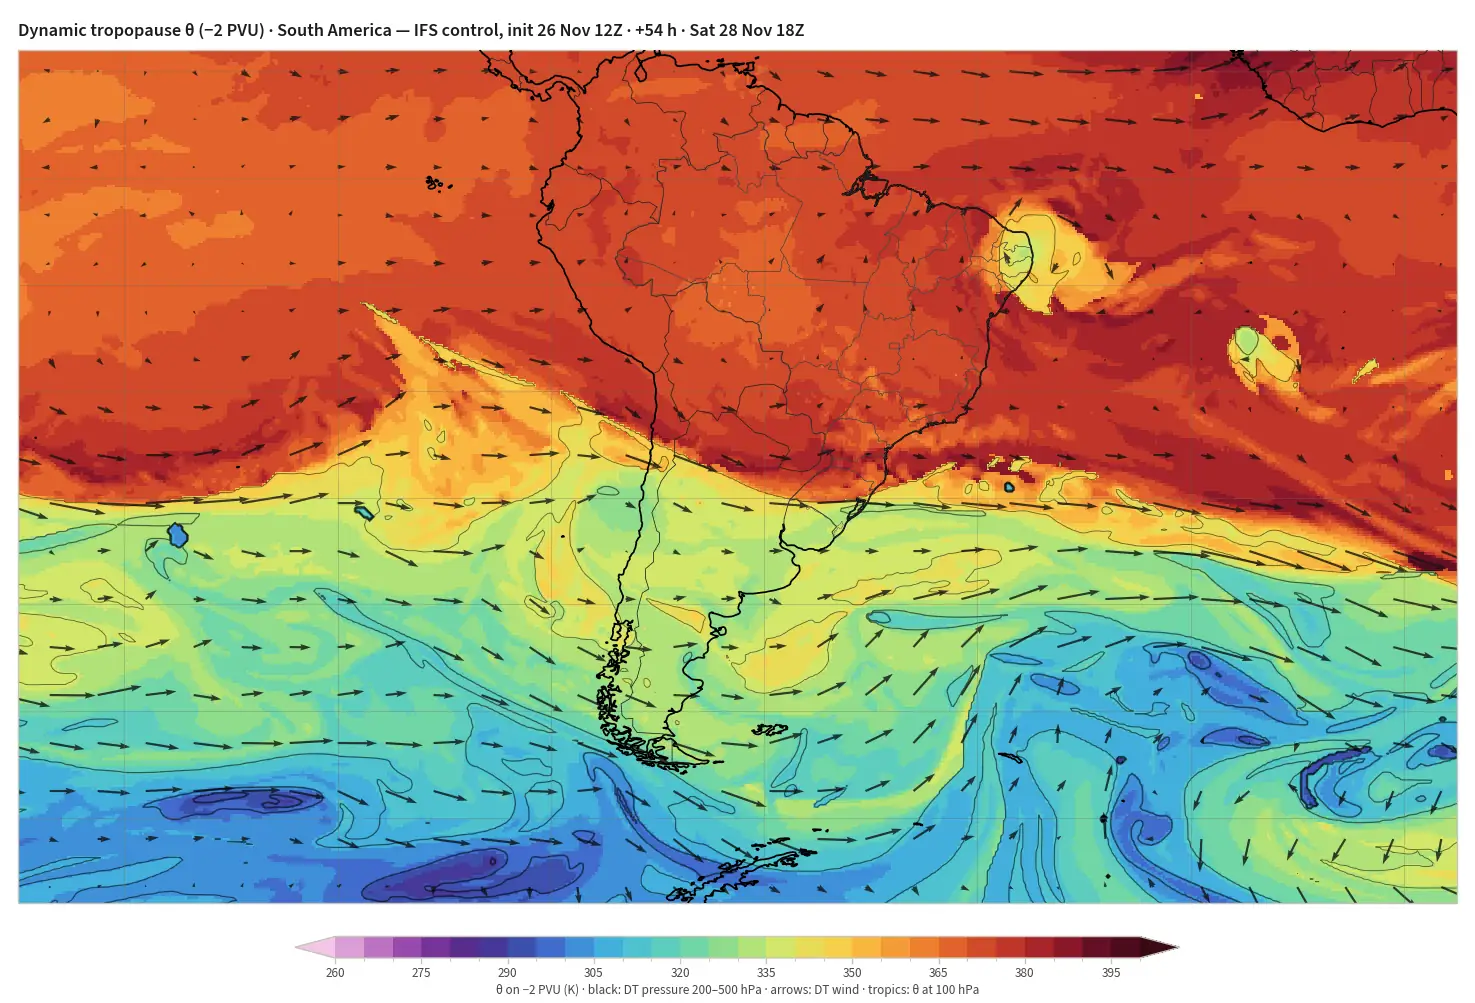 Dynamic tropopause θ (−2 PVU) · South America — IFS control, init 26 Nov 12Z · +54 h · Sat 28 Nov 18Z
260 275 290 305 320 335 350 365 380 395
θ on −2 PVU (K) · black: DT pressure 200–500 hPa · arrows: DT wind · tropics: θ at 100 hPa